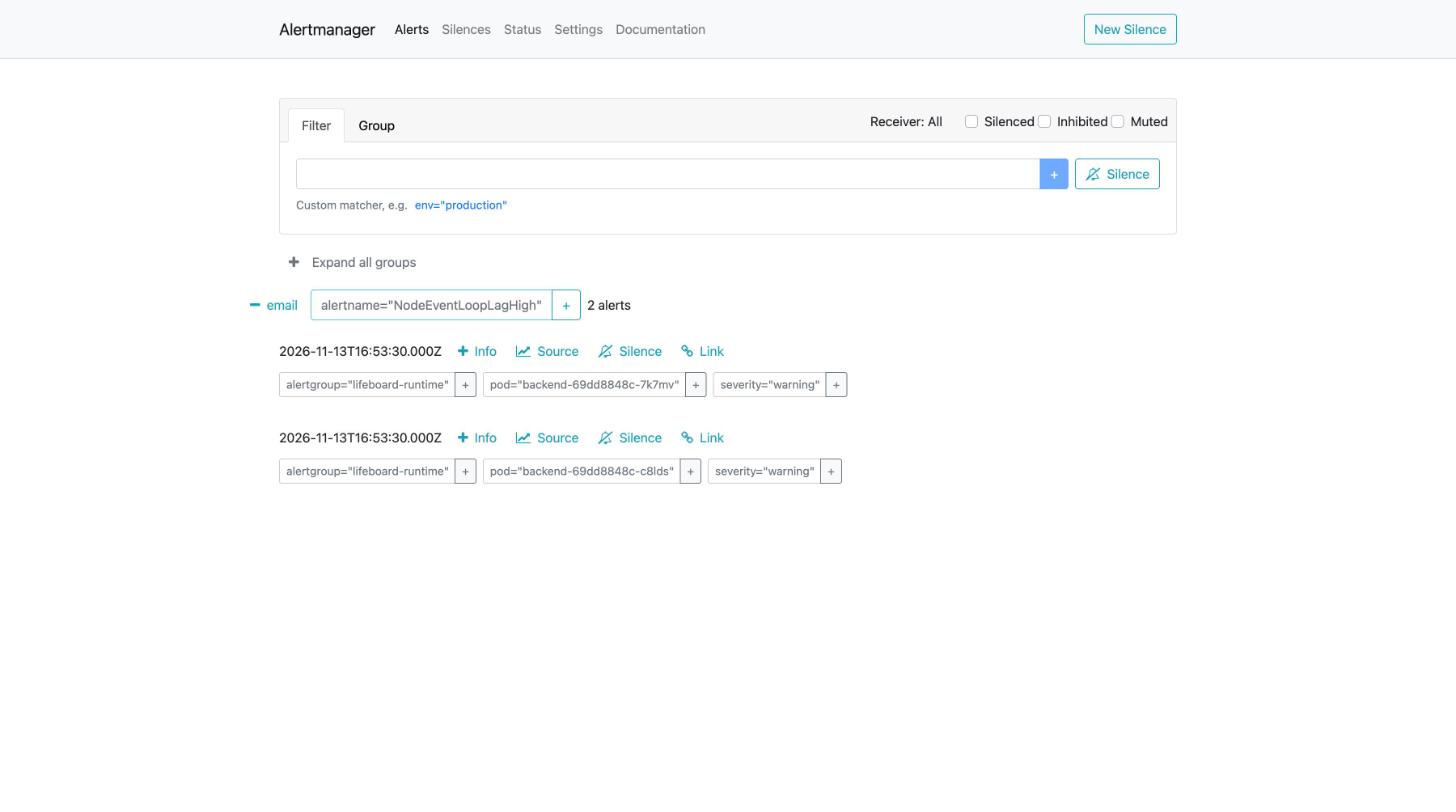 Alertmanager Alerts Silences Status Settings Documentation New Silence
Filter Group Receiver: All Silenced Inhibited Muted
+ Silence
Custom matcher, e.g. env="production"
+ Expand all groups
− email alertname="NodeEventLoopLagHigh" + 2 alerts
2026-11-13T16:53:30.000Z + Info Source Silence Link
alertgroup="lifeboard-runtime" + pod="backend-69dd8848c-7k7mv" + severity="warning" +
2026-11-13T16:53:30.000Z + Info Source Silence Link
alertgroup="lifeboard-runtime" + pod="backend-69dd8848c-c8lds" + severity="warning" +